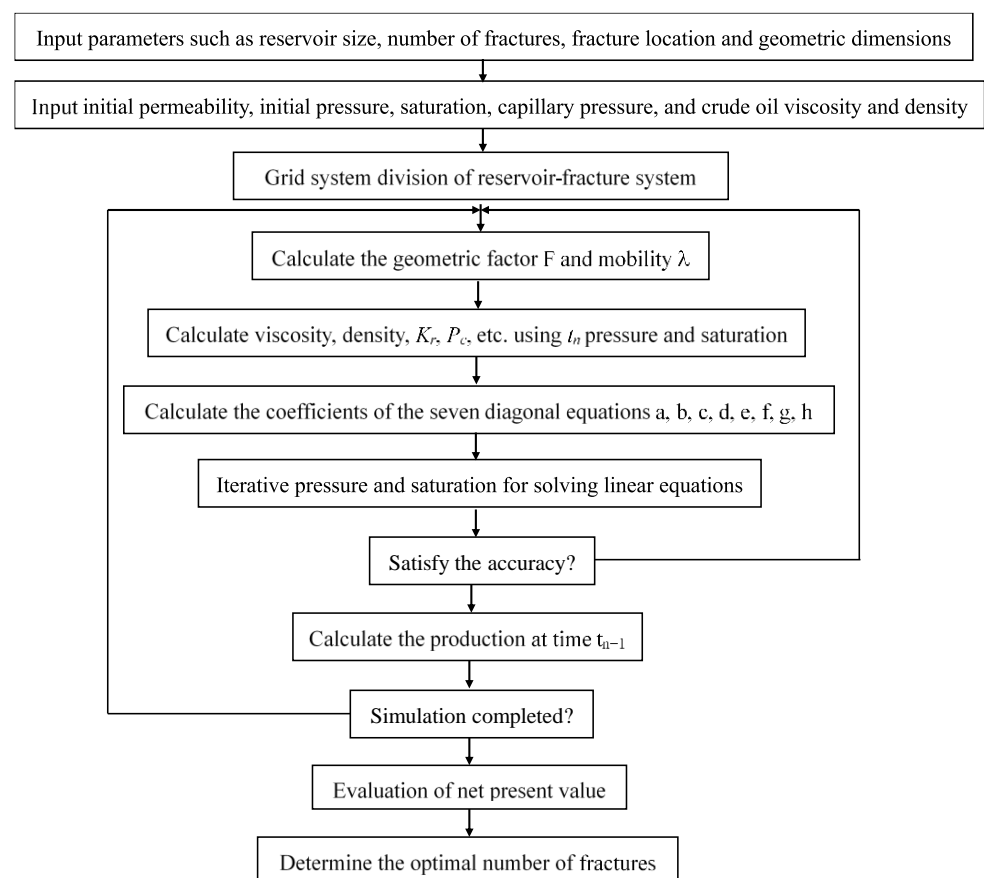 Input parameters such as reservoir size, number of fractures, fracture location and geometric dimensions
Input initial permeability, initial pressure, saturation, capillary pressure, and crude oil viscosity and density
Grid system division of reservoir-fracture system
Calculate the geometric factor F and mobility λ
Calculate viscosity, density, Kr, Pc, etc. using tn pressure and saturation
Calculate the coefficients of the seven diagonal equations a, b, c, d, e, f, g, h
Iterative pressure and saturation for solving linear equations
Satisfy the accuracy?
Calculate the production at time tn−1
Simulation completed?
Evaluation of net present value
Determine the optimal number of fractures